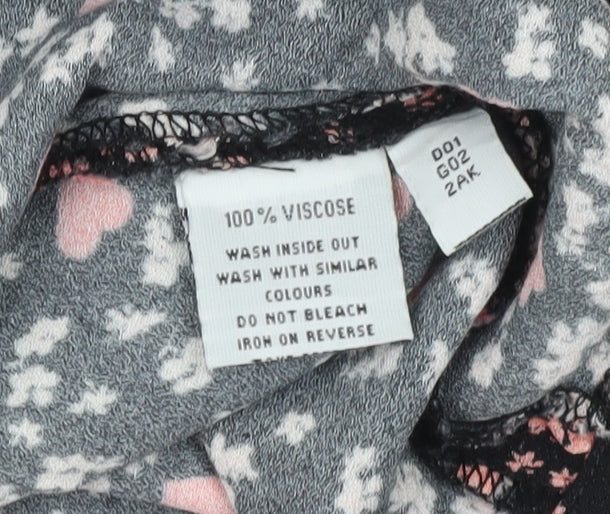 100% VISCOSE
WASH INSIDE OUT
WASH WITH SIMILAR
COLOURS
DO NOT BLEACH
IRON ON REVERSE
D01
G02
2AK